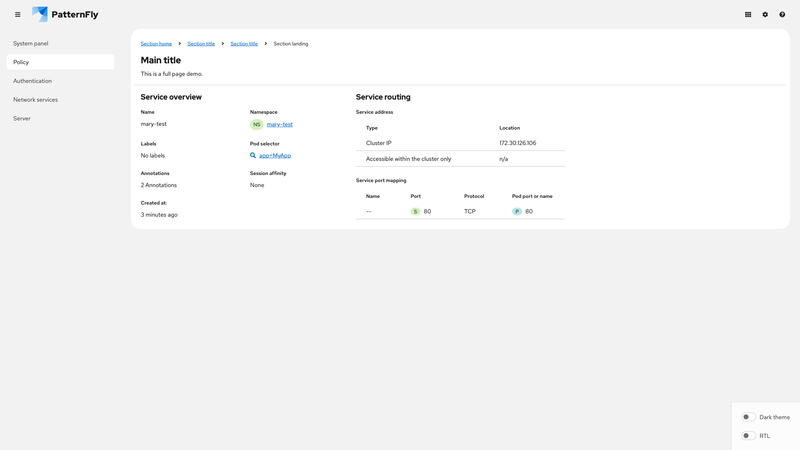 PatternFly
System panel
Policy
Authentication
Network services
Server
Section home
Section title
Section title
Section landing
Main title
This is a full page demo.
Service overview
Name
mary-test
Namespace
NS mary-test
Labels
No labels
Pod selector
app=MyApp
Annotations
2 Annotations
Session affinity
None
Created at:
3 minutes ago
Service routing
Service address
Type Location
Cluster IP 172.30.126.106
Accessible within the cluster only n/a
Service port mapping
Name Port Protocol Pod port or name
-- S 80 TCP P 80
Dark theme
RTL